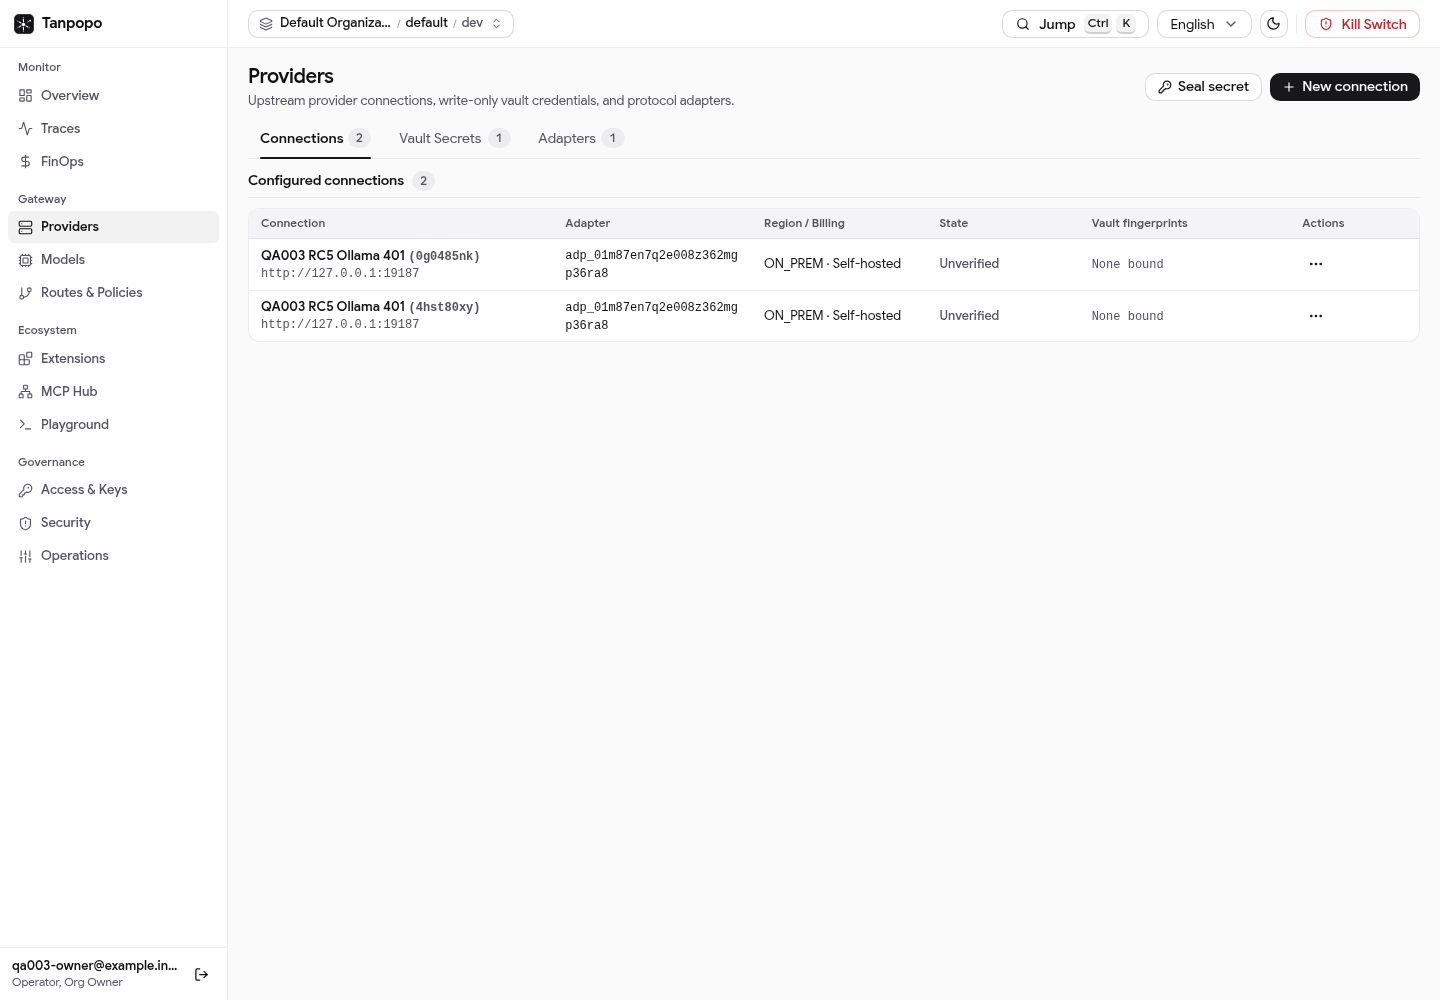 Tanpopo
Default Organiza... / default / dev
Jump Ctrl K
English
Kill Switch
Monitor
Overview
Traces
FinOps
Gateway
Providers
Models
Routes & Policies
Ecosystem
Extensions
MCP Hub
Playground
Governance
Access & Keys
Security
Operations
qa003-owner@example.in...
Operator, Org Owner
Providers
Upstream provider connections, write-only vault credentials, and protocol adapters.
Seal secret
New connection
Connections 2
Vault Secrets 1
Adapters 1
Configured connections 2
Connection Adapter Region / Billing State Vault fingerprints Actions
QA003 RC5 Ollama 401 (0g0485nk)
http://127.0.0.1:19187
adp_01m87en7q2e008z362mg
p36ra8
ON_PREM · Self-hosted
Unverified
None bound
QA003 RC5 Ollama 401 (4hst80xy)
http://127.0.0.1:19187
adp_01m87en7q2e008z362mg
p36ra8
ON_PREM · Self-hosted
Unverified
None bound